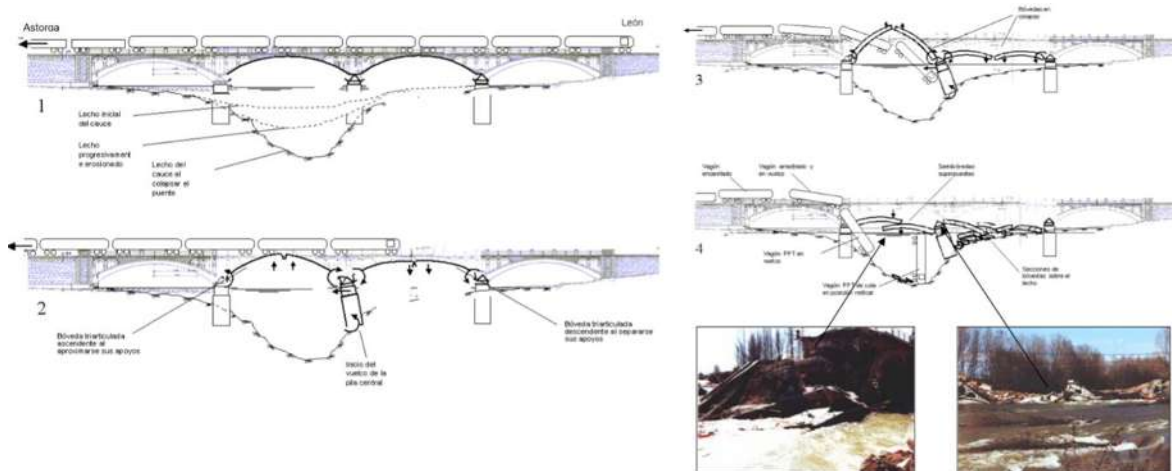 Astorga
León
1
Lecho inicial
del cauce
Lecho
progresivament
e erosionado
Lecho del
cauce al
colapsar el
puente
2
Bóveda triarticulada
ascendente al
aproximarse sus apoyos
Inicio del
vuelco de la
pila central
Bóveda triarticulada
descendente al separarse
sus apoyos
3
Bóvedas en
colapso
4
Vagón
encarrilado
Vagón arrastrado y
en vuelco
Semibóvedas
superpuestas
Vagón PPT en
Vagón PPT de cola
en posición vertical
Secciones de
bóvedas sobre el
lecho